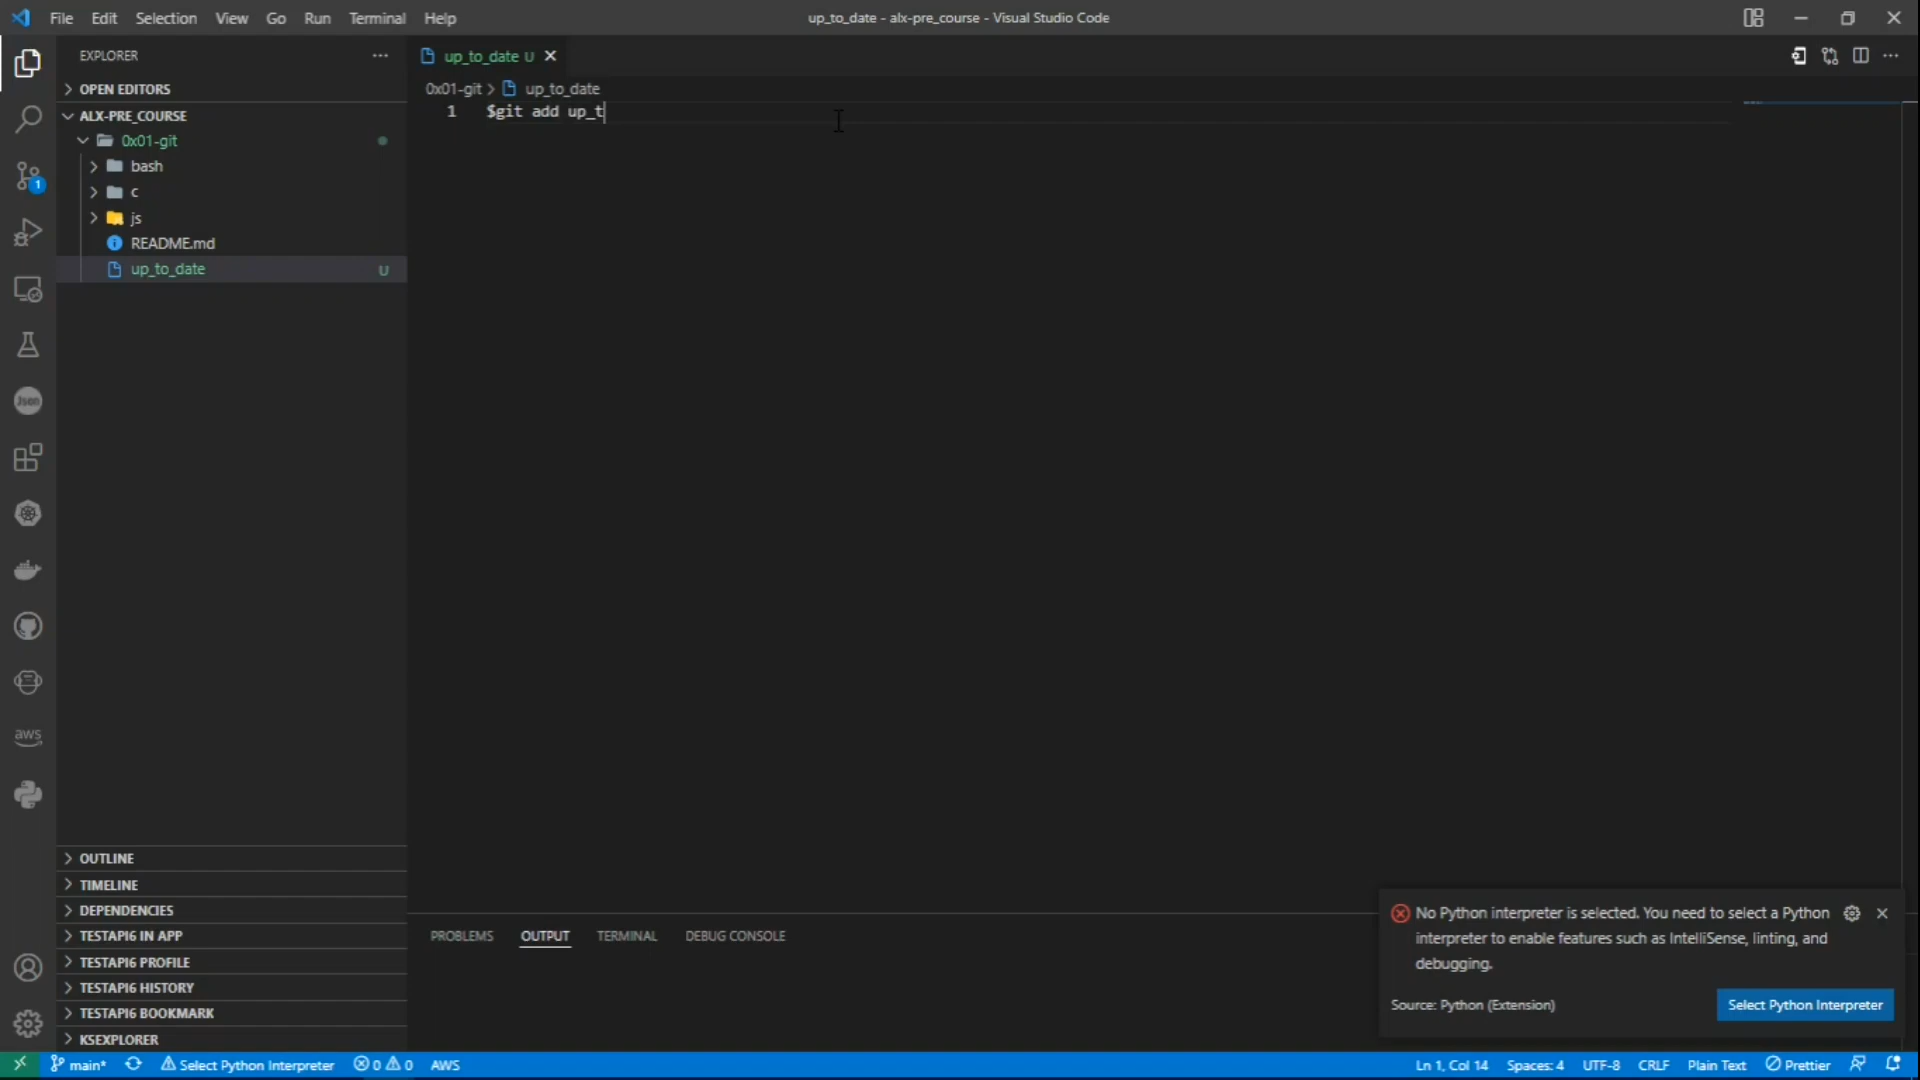 File Edit Selection View Go Run Terminal Help
up_to_date - alx-pre_course - Visual Studio Code
EXPLORER
OPEN EDITORS
ALX-PRE_COURSE
0x01-git
bash
c
js
README.md
up_to_date U
up_to_date U
0x01-git > up_to_date
1 $git add up_t
1
Json
aws
OUTLINE
TIMELINE
DEPENDENCIES
TESTAPI6 IN APP
TESTAPI6 PROFILE
TESTAPI6 HISTORY
TESTAPI6 BOOKMARK
KSEXPLORER
PROBLEMS OUTPUT TERMINAL DEBUG CONSOLE
No Python interpreter is selected. You need to select a Python
interpreter to enable features such as IntelliSense, linting, and
debugging.
Source: Python (Extension)
Select Python Interpreter
main* Select Python Interpreter 0 0 AWS
Ln 1, Col 14 Spaces: 4 UTF-8 CRLF Plain Text Prettier